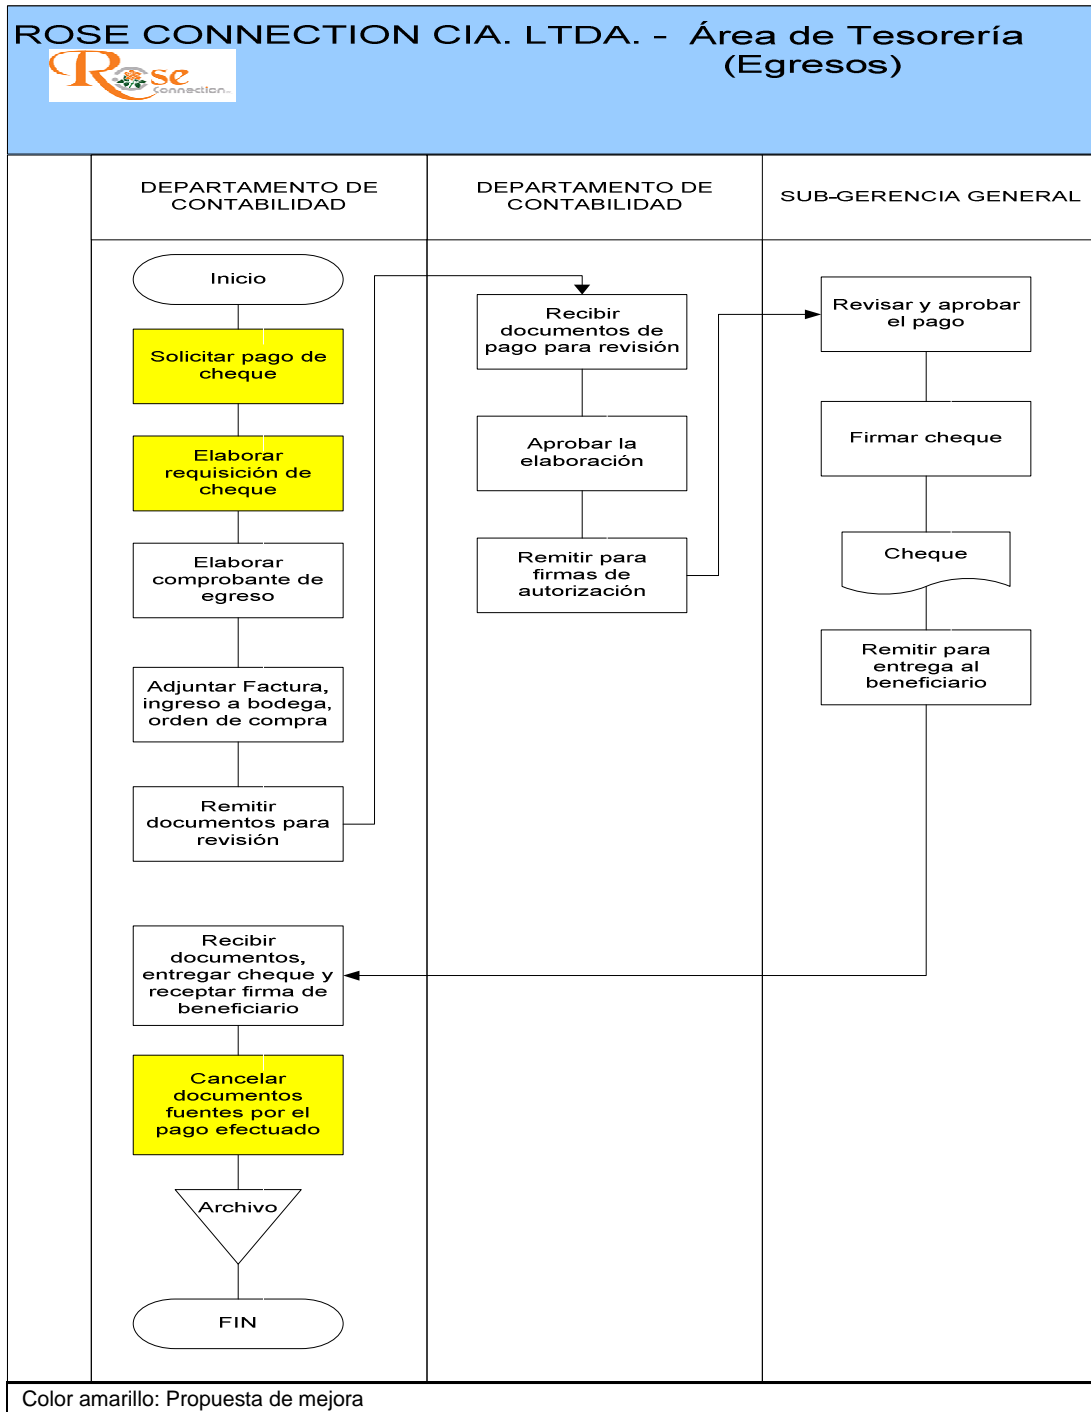 ROSE CONNECTION CIA. LTDA. - Área de Tesorería
(Egresos)
Rose
Connection
DEPARTAMENTO DE
CONTABILIDAD
DEPARTAMENTO DE
CONTABILIDAD
SUB-GERENCIA GENERAL
Inicio
Solicitar pago de
cheque
Elaborar
requisición de
cheque
Elaborar
comprobante de
egreso
Adjuntar Factura,
ingreso a bodega,
orden de compra
Remitir
documentos para
revisión
Recibir
documentos de
pago para revisión
Aprobar la
elaboración
Remitir para
firmas de
autorización
Revisar y aprobar
el pago
Firmar cheque
Cheque
Remitir para
entrega al
beneficiario
Recibir
documentos,
entregar cheque y
receptar firma de
beneficiario
Cancelar
documentos
fuentes por el
pago efectuado
Archivo
FIN
Color amarillo: Propuesta de mejora